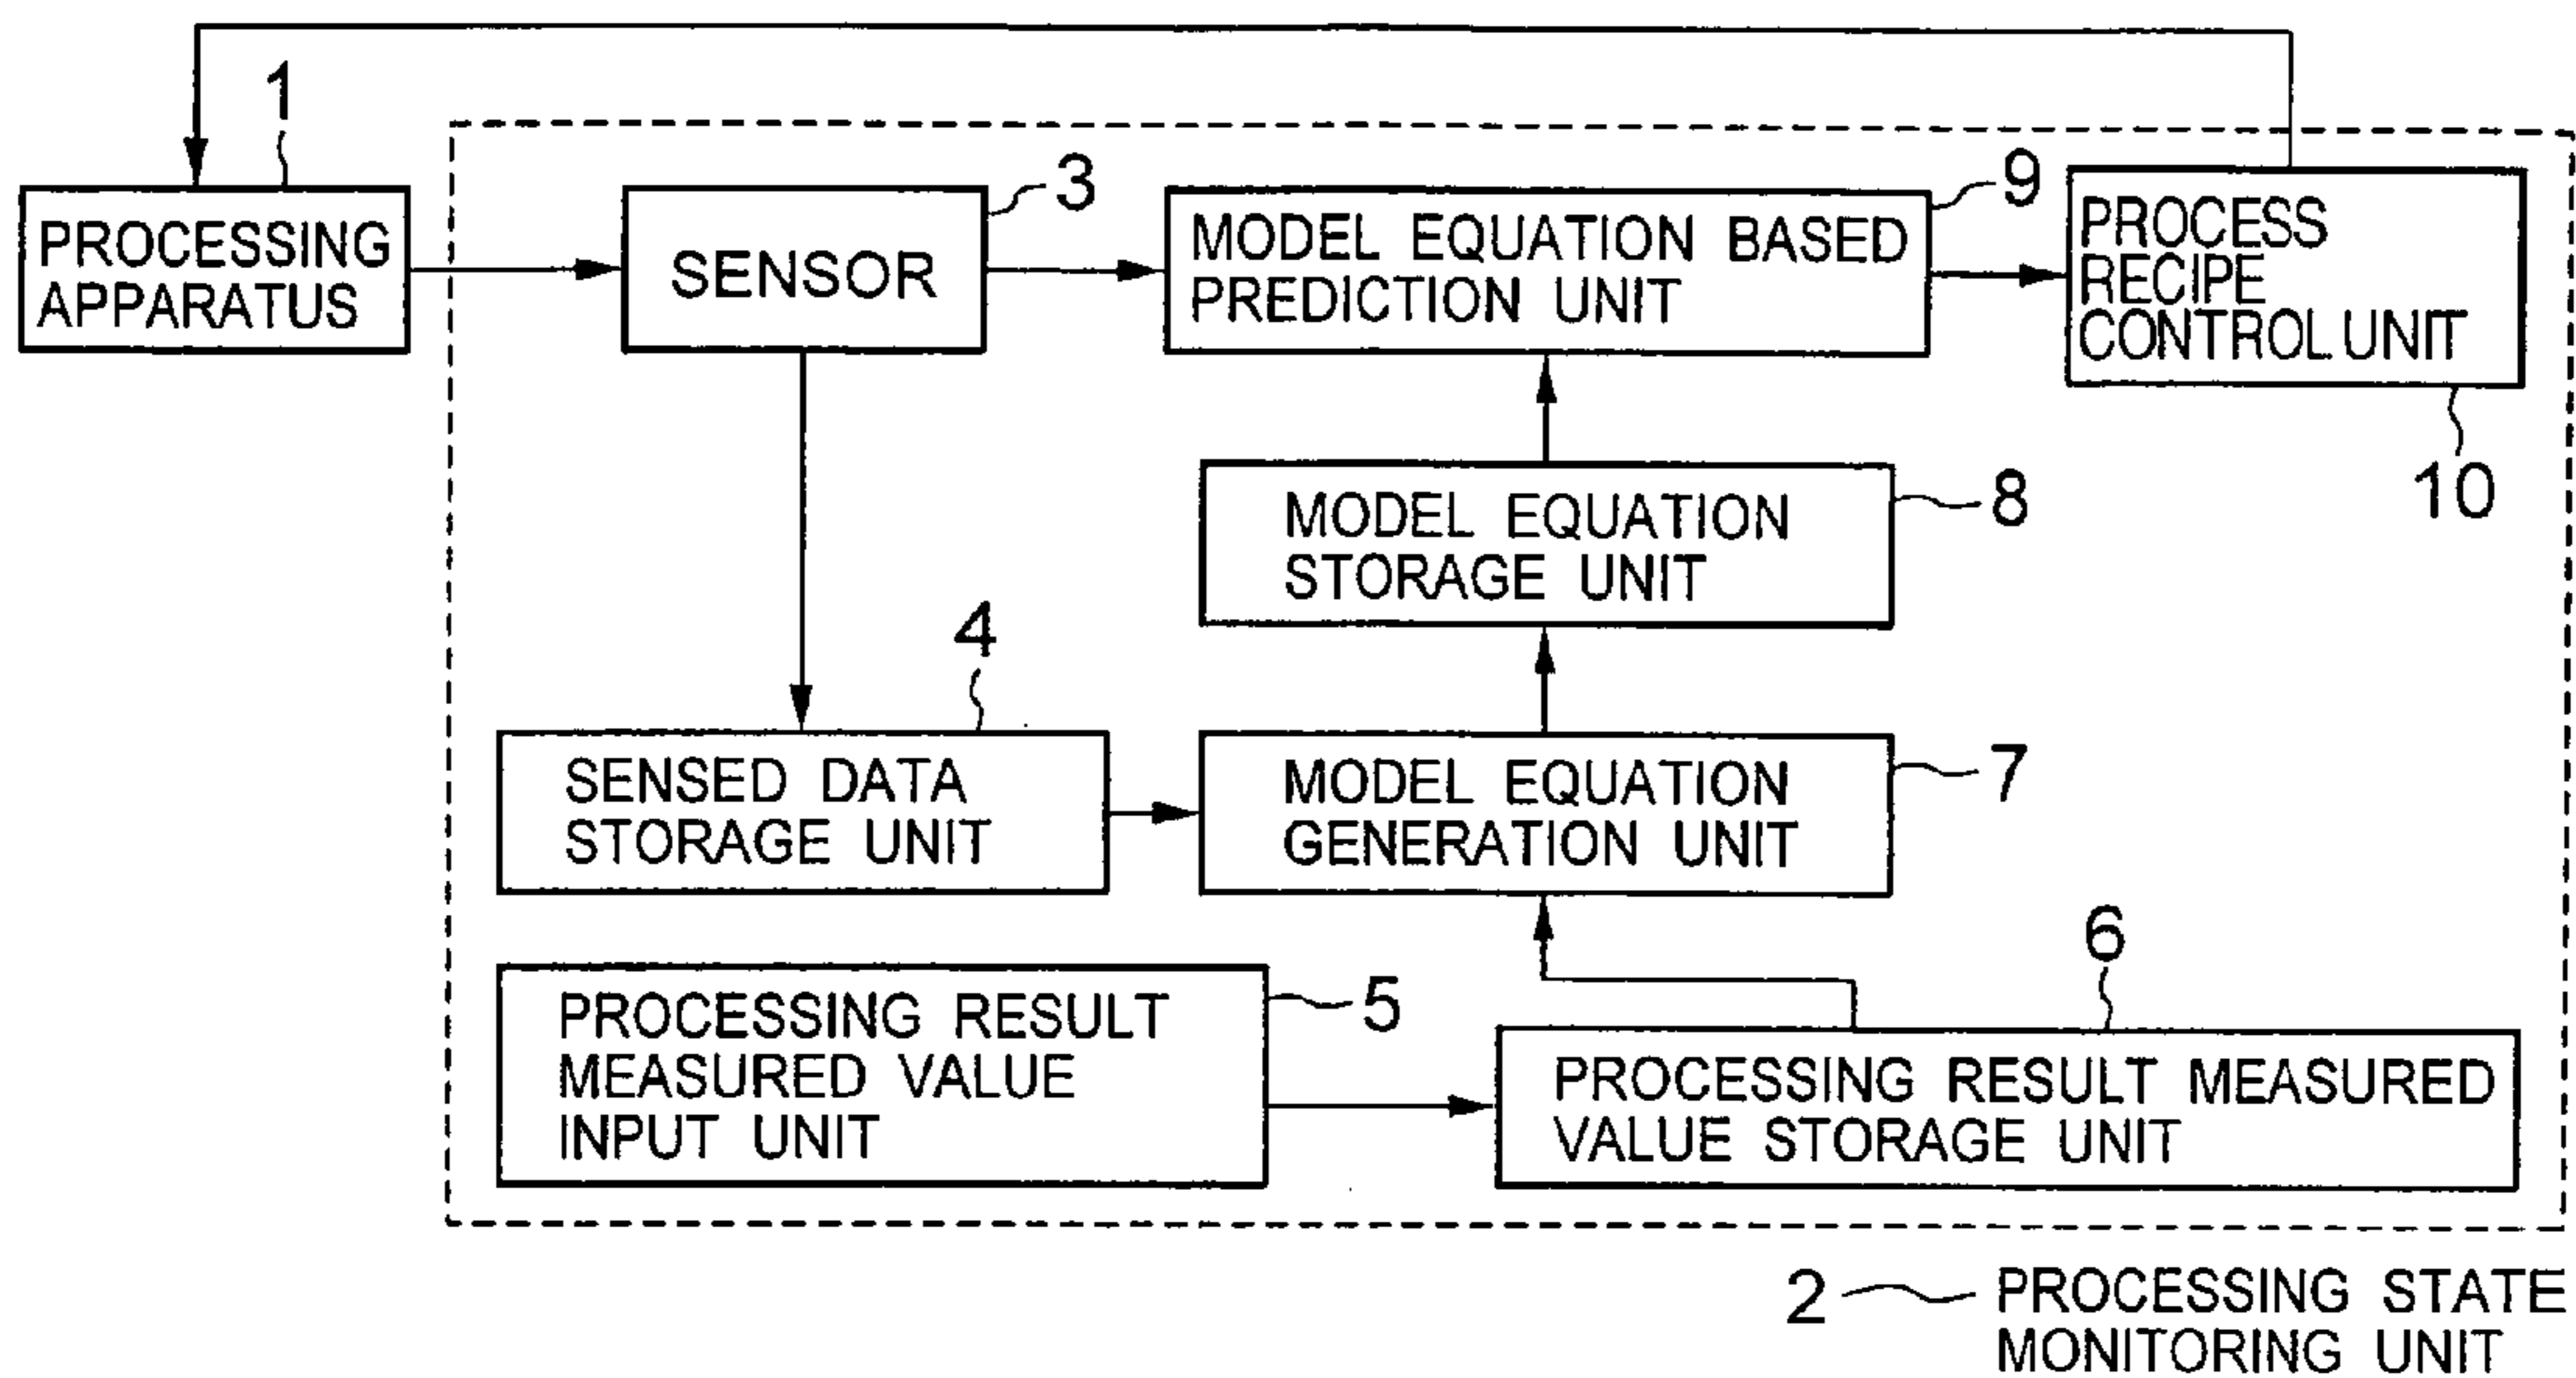 1
PROCESSING
APPARATUS
3
SENSOR
9
MODEL EQUATION BASED
PREDICTION UNIT
PROCESS
RECIPE
CONTROL UNIT
10
8
MODEL EQUATION
STORAGE UNIT
4
SENSED DATA
STORAGE UNIT
7
MODEL EQUATION
GENERATION UNIT
5
PROCESSING RESULT
MEASURED VALUE
INPUT UNIT
6
PROCESSING RESULT MEASURED
VALUE STORAGE UNIT
2 PROCESSING STATE
MONITORING UNIT